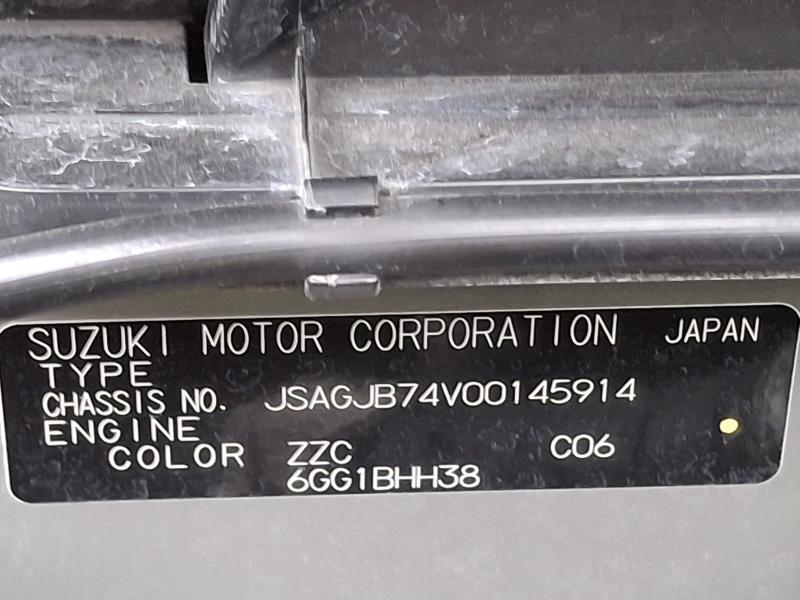 SUZUKI MOTOR CORPORATION JAPAN
TYPE
CHASSIS NO. JSAGJB74V00145914
ENGINE
COLOR ZZC C06
6GG1BHH38